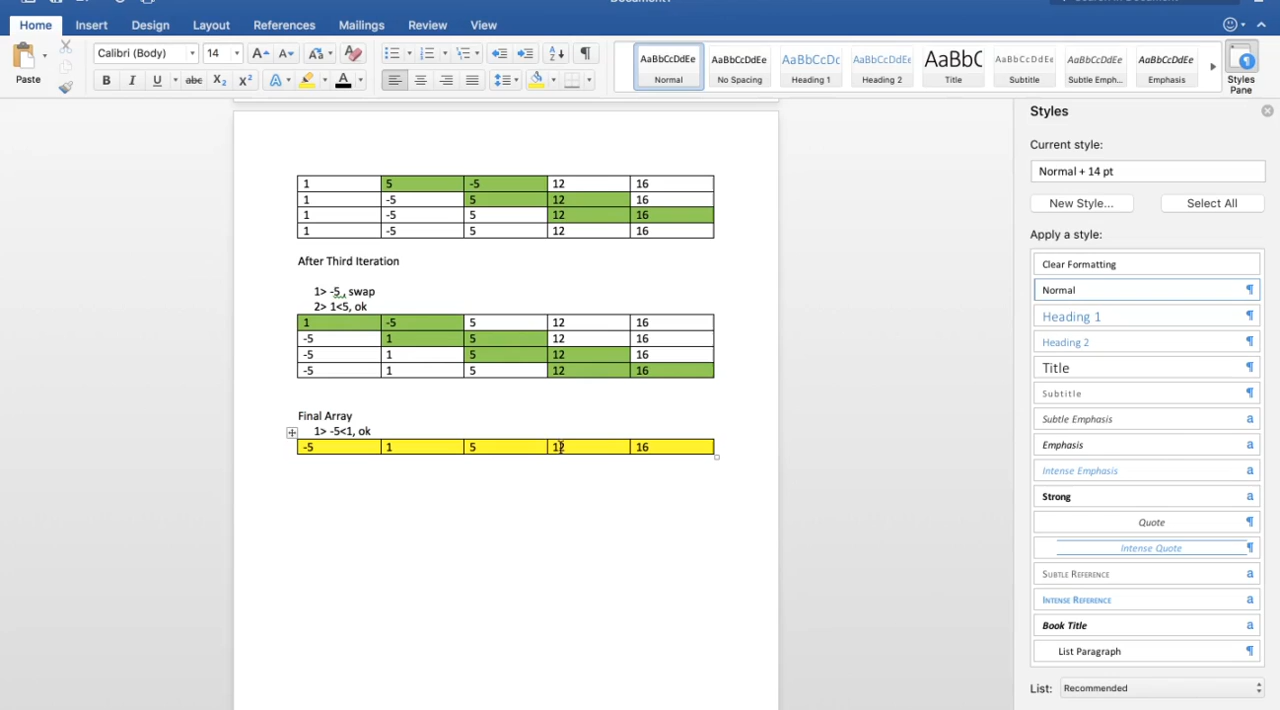 Home Insert Design Layout References Mailings Review View
Paste
Calibri (Body) 14
B I U abc X₂ X² A A
AaBbCcDdEe AaBbCcDdEe AaBbCcDc AaBbCcDdEe AaBbC AaBbCcDdEe AaBbCcDdEe AaBbCcDdEe
Normal No Spacing Heading 1 Heading 2 Title Subtitle Subtle Emph... Emphasis
Styles Pane
1 5 -5 12 16
1 -5 5 12 16
1 -5 5 12 16
1 -5 5 12 16
After Third Iteration
1> -5 , swap
2> 1<5, ok
1 -5 5 12 16
-5 1 5 12 16
-5 1 5 12 16
-5 1 5 12 16
Final Array
1> -5<1, ok
-5 1 5 12 16
Styles
Current style:
Normal + 14 pt
New Style... Select All
Apply a style:
Clear Formatting
Normal
Heading 1
Heading 2
Title
Subtitle
Subtle Emphasis
Emphasis
Intense Emphasis
Strong
Quote
Intense Quote
Subtle Reference
Intense Reference
Book Title
List Paragraph
List: Recommended